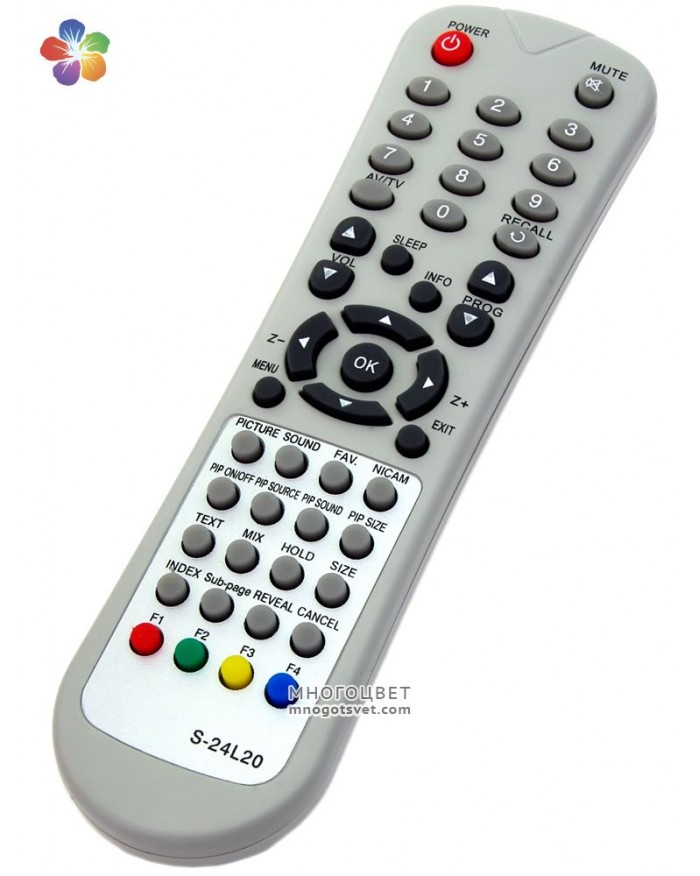 POWER
MUTE
1 2 3
4 5 6
7 8 9
AV/TV 0 RECALL
VOL SLEEP
INFO PROG
Z- OK Z+
MENU EXIT
PICTURE SOUND FAV. NICAM
PIP ON/OFF PIP SOURCE PIP SOUND PIP SIZE
TEXT MIX HOLD SIZE
INDEX Sub-page REVEAL CANCEL
F1 F2 F3 F4
S-24L20
МНОГОЦВЕТ
mnogotsvet.com